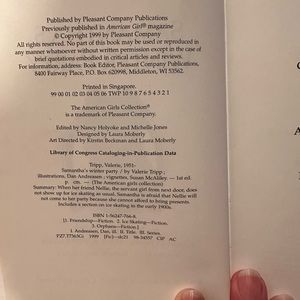 Published by Pleasant Company Publications
Previously published in American Girl® magazine
© Copyright 1999 by Pleasant Company
All rights reserved. No part of this book may be used or reproduced in
any manner whatsoever without written permission except in the case of
brief quotations embodied in critical articles and reviews.
For information, address: Book Editor, Pleasant Company Publications,
8400 Fairway Place, P.O. Box 620998, Middleton, WI 53562.
Printed in Singapore.
99 00 01 02 03 04 05 06 TWP 10 9 8 7 6 5 4 3 2 1
The American Girls Collection®
is a trademark of Pleasant Company.
Edited by Nancy Holyoke and Michelle Jones
Designed by Laura Moberly
Art Directed by Kirstin Beckman and Laura Moberly
Library of Congress Cataloging-in-Publication Data
Tripp, Valerie, 1951-
Samantha's winter party / by Valerie Tripp ;
illustrations, Dan Andreasen ; vignettes, Susan McAliley. — 1st ed.
p. cm. — (The American girls collection)
Summary: When her friend Nellie, the servant girl from next door, does
not show up for ice skating as usual, Samantha is afraid that Nellie will
not come to her party because she cannot afford to bring presents.
Includes a section on ice skating in the early 1900s.
ISBN 1-56247-766-8
[1. Friendship—Fiction. 2. Ice Skating—Fiction.
3. Orphans—Fiction.]
I. Andreasen, Dan, ill. II. Title. III. Series.
1999 [Fic]—dc21 98-34557 CIP AC